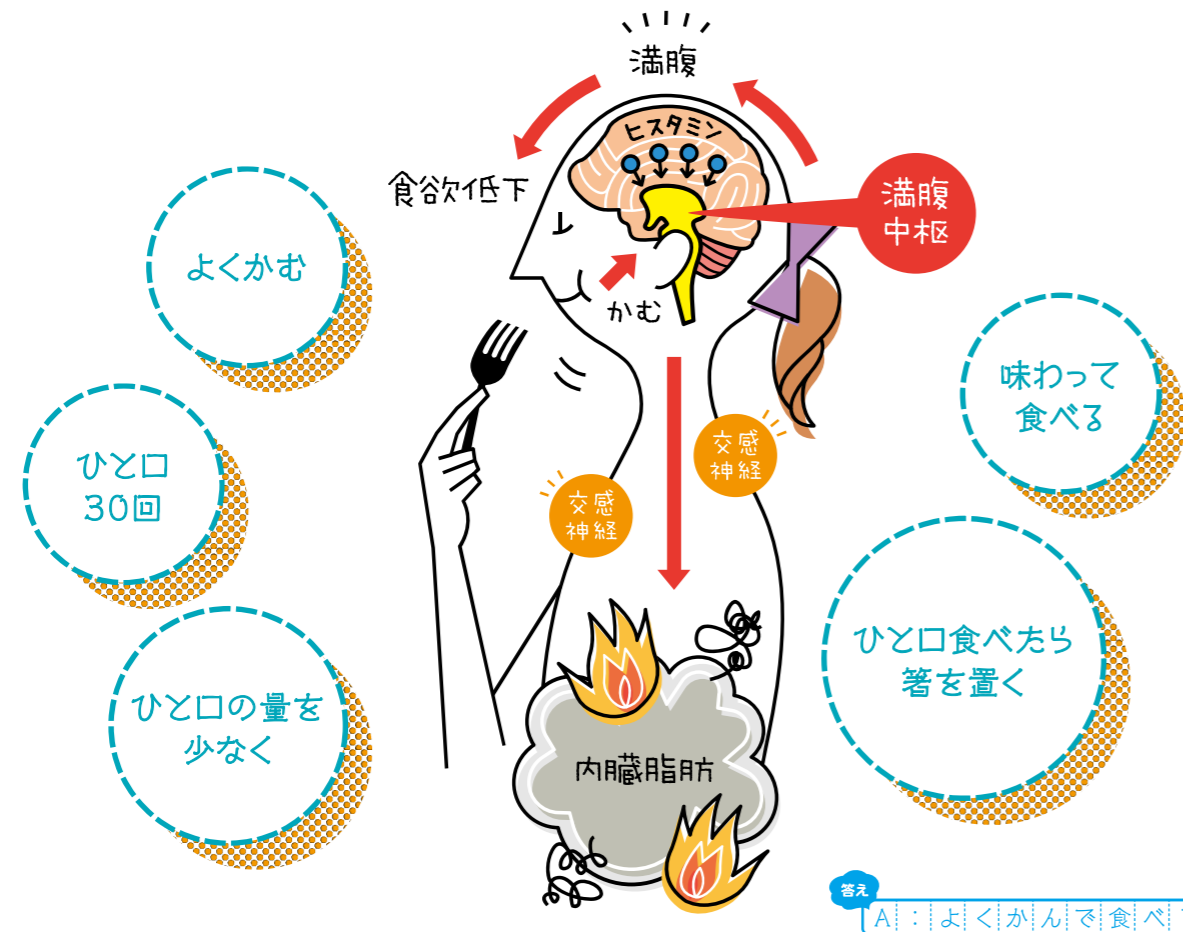 満腹
ヒスタミン
食欲低下
満腹
中枢
かむ
よくかむ
味わって
食べる
ひと口
30回
交感
神経
交感
神経
ひと口の量を
少なく
ひと口食べたら
箸を置く
内臓脂肪
答え
A：よくかんで食べ